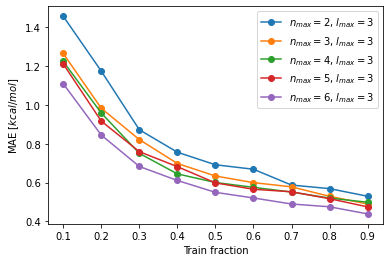 1.4
1.2
1.0
0.8
0.6
0.4
MAE [kcal/mol]
0.1 0.2 0.3 0.4 0.5 0.6 0.7 0.8 0.9
Train fraction
n_max = 2, l_max = 3
n_max = 3, l_max = 3
n_max = 4, l_max = 3
n_max = 5, l_max = 3
n_max = 6, l_max = 3